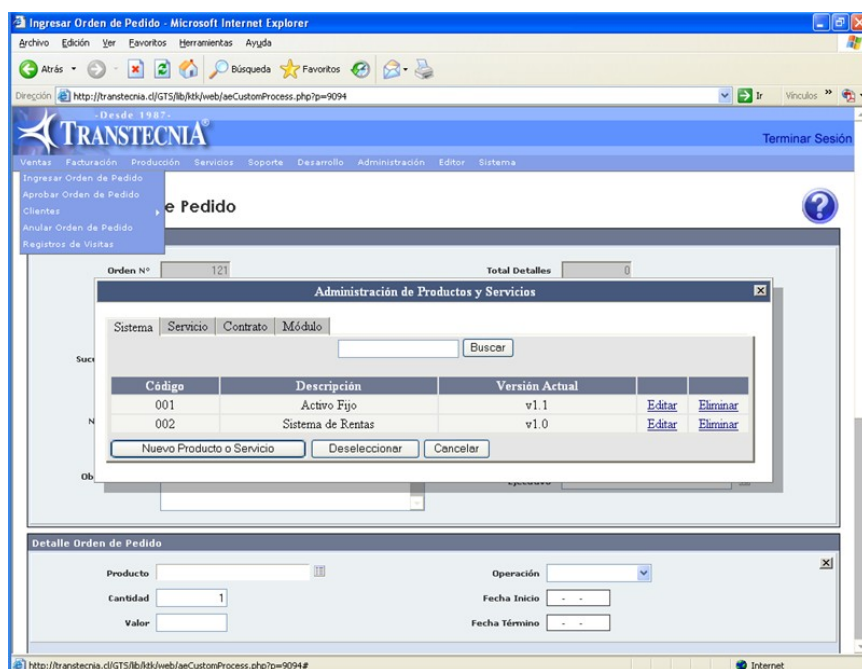 Ingresar Orden de Pedido - Microsoft Internet Explorer
Archivo Edición Ver Favoritos Herramientas Ayuda
Atrás Búsqueda Favoritos
Dirección http://transtecnia.cl/GTS/lib/ktk/web/aeCustomProcess.php?p=9094 Ir Vínculos »
-Desde 1987-
TRANSTECNIA®
Terminar Sesión
Ventas Facturación Producción Servicios Soporte Desarrollo Administración Editor Sistema
Ingresar Orden de Pedido
Aprobar Orden de Pedido
Clientes
Anular Orden de Pedido
Registros de Visitas
e Pedido
Orden Nº 121 Total Detalles 0
Administración de Productos y Servicios
Sistema Servicio Contrato Módulo
Buscar
Código Descripción Versión Actual
001 Activo Fijo v1.1 Editar Eliminar
002 Sistema de Rentas v1.0 Editar Eliminar
Nuevo Producto o Servicio Deseleccionar Cancelar
Suc
N
Ob
Detalle Orden de Pedido
Producto Operación
Cantidad 1 Fecha Inicio - -
Valor Fecha Término - -
http://transtecnia.cl/GTS/lib/ktk/web/aeCustomProcess.php?p=9094# Internet